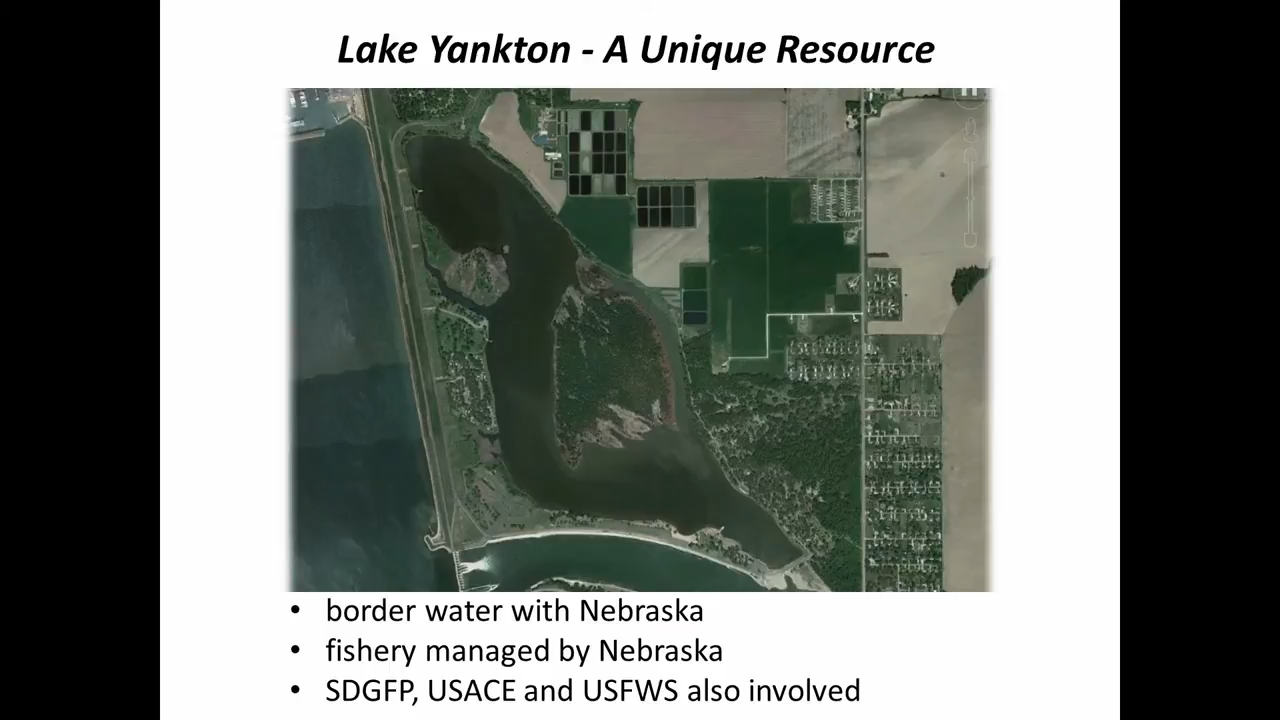 Lake Yankton - A Unique Resource
• border water with Nebraska
• fishery managed by Nebraska
• SDGFP, USACE and USFWS also involved